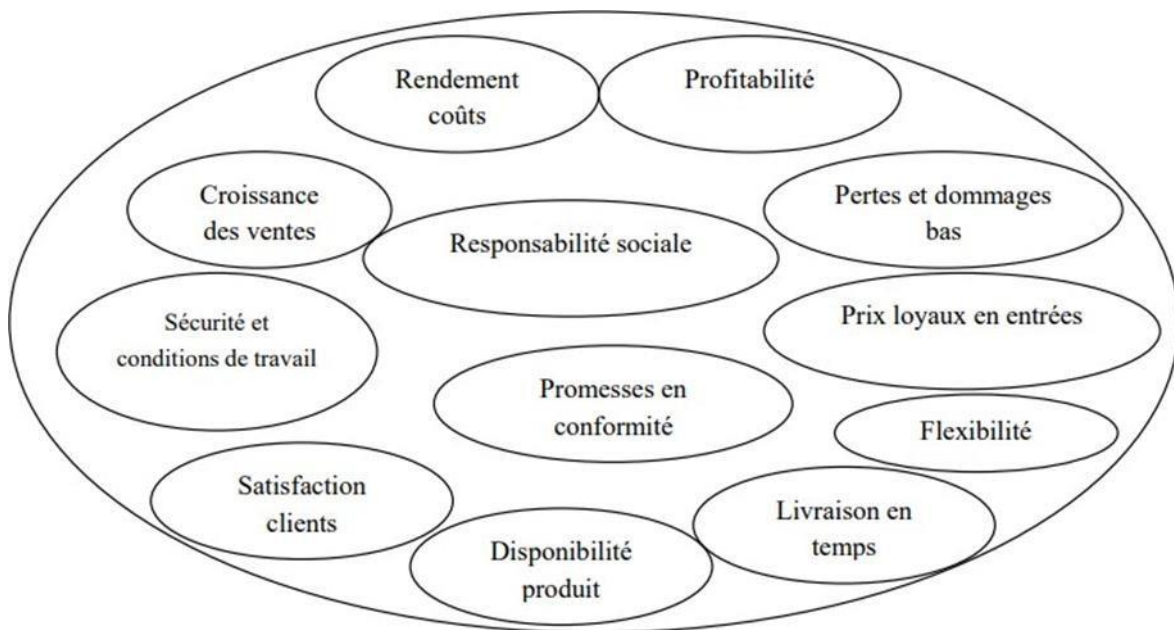 Rendement
coûts
Profitabilité
Croissance
des ventes
Responsabilité sociale
Pertes et dommages
bas
Sécurité et
conditions de travail
Prix loyaux en entrées
Promesses en
conformité
Flexibilité
Satisfaction
clients
Disponibilité
produit
Livraison en
temps